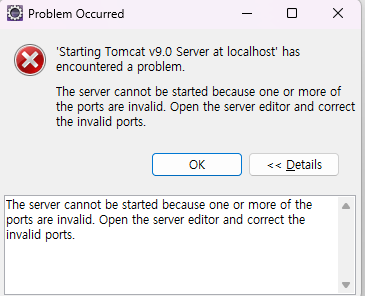 Problem Occurred
'Starting Tomcat v9.0 Server at localhost' has
encountered a problem.
The server cannot be started because one or more of
the ports are invalid. Open the server editor and correct
the invalid ports.
OK
<< Details
The server cannot be started because one or more of the
ports are invalid. Open the server editor and correct the
invalid ports.